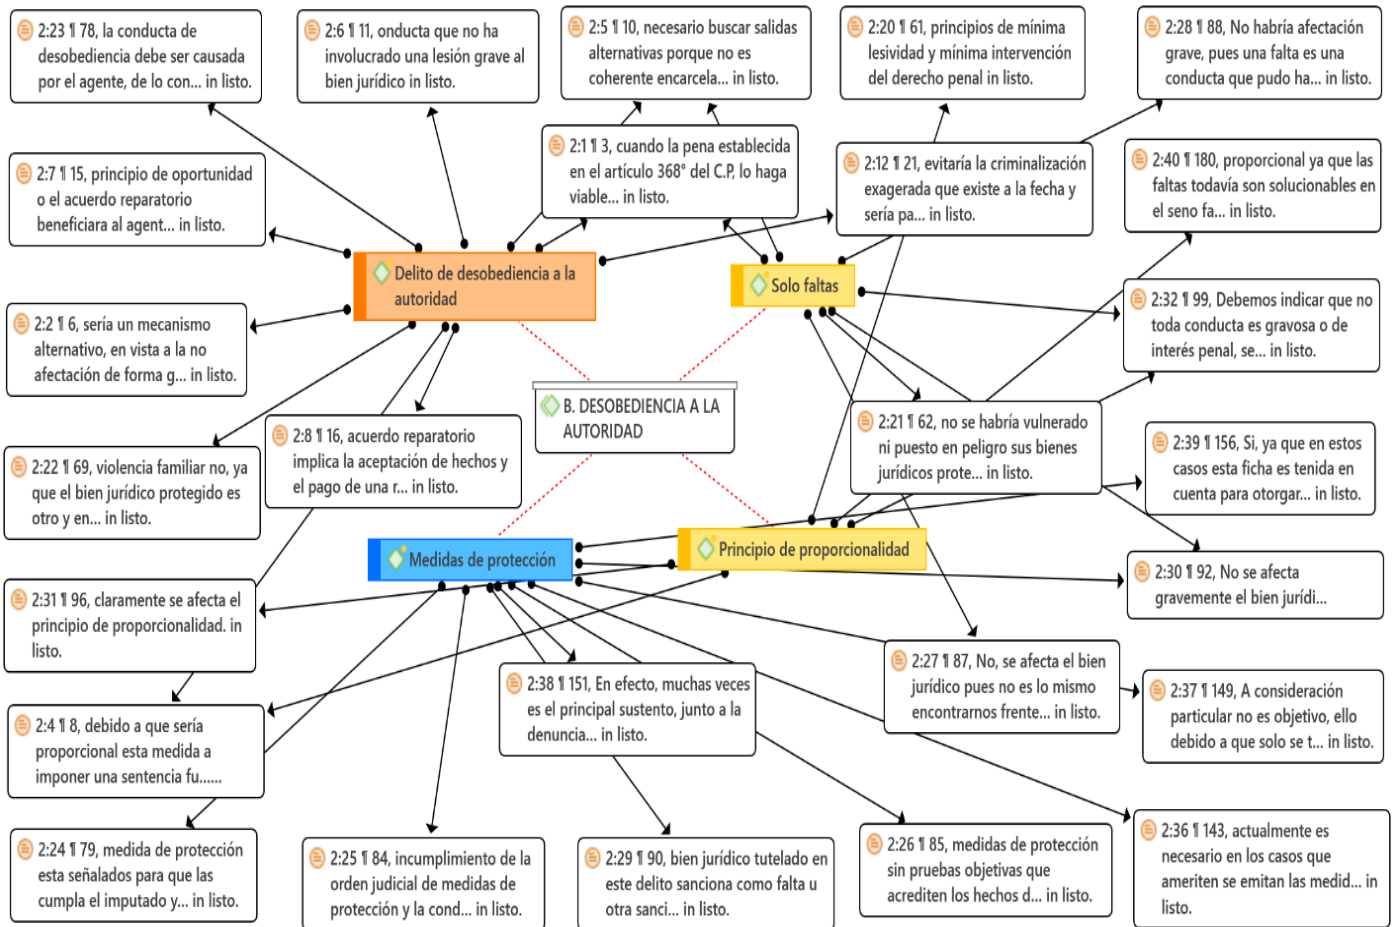 2:23 ¶ 78, la conducta de
desobediencia debe ser causada
por el agente, de lo con... in listo.
2:6 ¶ 11, onducta que no ha
involucrado una lesión grave al
bien jurídico in listo.
2:5 ¶ 10, necesario buscar salidas
alternativas porque no es
coherente encarcela... in listo.
2:20 ¶ 61, principios de mínima
lesividad y mínima intervención
del derecho penal in listo.
2:28 ¶ 88, No habría afectación
grave, pues una falta es una
conducta que pudo ha... in listo.
2:7 ¶ 15, principio de oportunidad
o el acuerdo reparatorio
beneficiara al agent... in listo.
2:1 ¶ 3, cuando la pena establecida
en el artículo 368° del C.P, lo haga
viable... in listo.
2:12 ¶ 21, evitaría la criminalización
exagerada que existe a la fecha y
sería pa... in listo.
2:40 ¶ 180, proporcional ya que las
faltas todavía son solucionables en
el seno fa... in listo.
Delito de desobediencia a la
autoridad
Solo faltas
2:2 ¶ 6, sería un mecanismo
alternativo, en vista a la no
afectación de forma g... in listo.
2:32 ¶ 99, Debemos indicar que no
toda conducta es gravosa o de
interés penal, se... in listo.
B. DESOBEDIENCIA A LA
AUTORIDAD
2:8 ¶ 16, acuerdo reparatorio
implica la aceptación de hechos y
el pago de una r... in listo.
2:21 ¶ 62, no se habría vulnerado
ni puesto en peligro sus bienes
jurídicos prote... in listo.
2:22 ¶ 69, violencia familiar no, ya
que el bien jurídico protegido es
otro y en... in listo.
2:39 ¶ 156, Si, ya que en estos
casos esta ficha es tenida en
cuenta para otorgar... in listo.
Medidas de protección
Principio de proporcionalidad
2:31 ¶ 96, claramente se afecta el
principio de proporcionalidad. in
listo.
2:30 ¶ 92, No se afecta
gravemente el bien jurídi...
2:38 ¶ 151, En efecto, muchas veces
es el principal sustento, junto a la
denuncia... in listo.
2:27 ¶ 87, No, se afecta el bien
jurídico pues no es lo mismo
encontrarnos frente... in listo.
2:37 ¶ 149, A consideración
particular no es objetivo, ello
debido a que solo se t... in listo.
2:4 ¶ 8, debido a que sería
proporcional esta medida a
imponer una sentencia fu......
2:24 ¶ 79, medida de protección
esta señalados para que las
cumpla el imputado y... in listo.
2:25 ¶ 84, incumplimiento de la
orden judicial de medidas de
protección y la cond... in listo.
2:29 ¶ 90, bien jurídico tutelado en
este delito sanciona como falta u
otra sanci... in listo.
2:26 ¶ 85, medidas de protección
sin pruebas objetivas que
acrediten los hechos d... in listo.
2:36 ¶ 143, actualmente es
necesario en los casos que
ameriten se emitan las medid... in
listo.